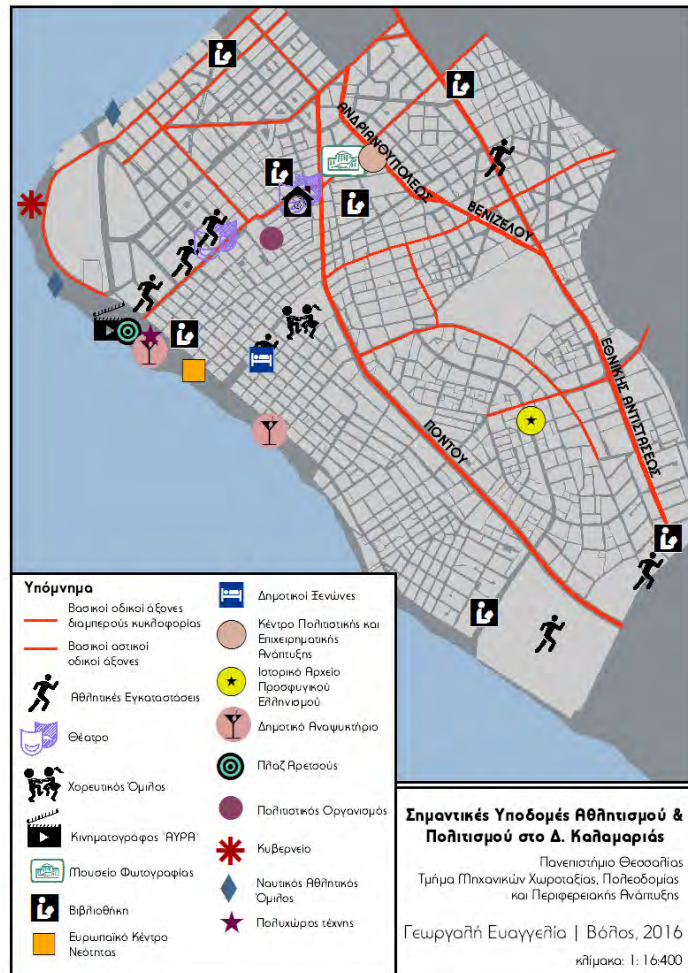 ΑΝΔΡΙΑΝΟΥΠΟΛΕΩΣ
ΒΕΝΙΖΕΛΟΥ
ΕΘΝΙΚΗΣ ΑΝΤΙΣΤΑΣΕΩΣ
ΠΟΝΤΟΥ
Υπόμνημα
Βασικοί οδικοί άξονες
διαμπερούς κυκλοφορίας
Βασικοί αστικοί
οδικοί άξονες
Αθλητικές Εγκαταστάσεις
Θέατρο
Χορευτικός Όμιλος
Κινηματογράφος 'ΑΥΡΑ'
Μουσείο Φωτογραφίας
Βιβλιοθήκη
Ευρωπαϊκό Κέντρο
Νεότητας
Δημοτικοί Ξενώνες
Κέντρο Πολιτιστικής και
Επιχειρηματικής
Ανάπτυξης
Ιστορικό Αρχείο
Προσφυγικού
Ελληνισμού
Δημοτικό Αναψυκτήριο
Πλαζ Αρετσούς
Πολιτιστικός Οργανισμός
Κυβερνείο
Ναυτικός Αθλητικός
Όμιλος
Πολυχώρος τέχνης
Σημαντικές Υποδομές Αθλητισμού &
Πολιτισμού στο Δ. Καλαμαριάς
Πανεπιστήμιο Θεσσαλίας
Τμήμα Μηχανικών Χωροταξίας, Πολεοδομίας
και Περιφερειακής Ανάπτυξης
Γεωργαλή Ευαγγελία | Βόλος, 2016
κλίμακα: 1: 16:400